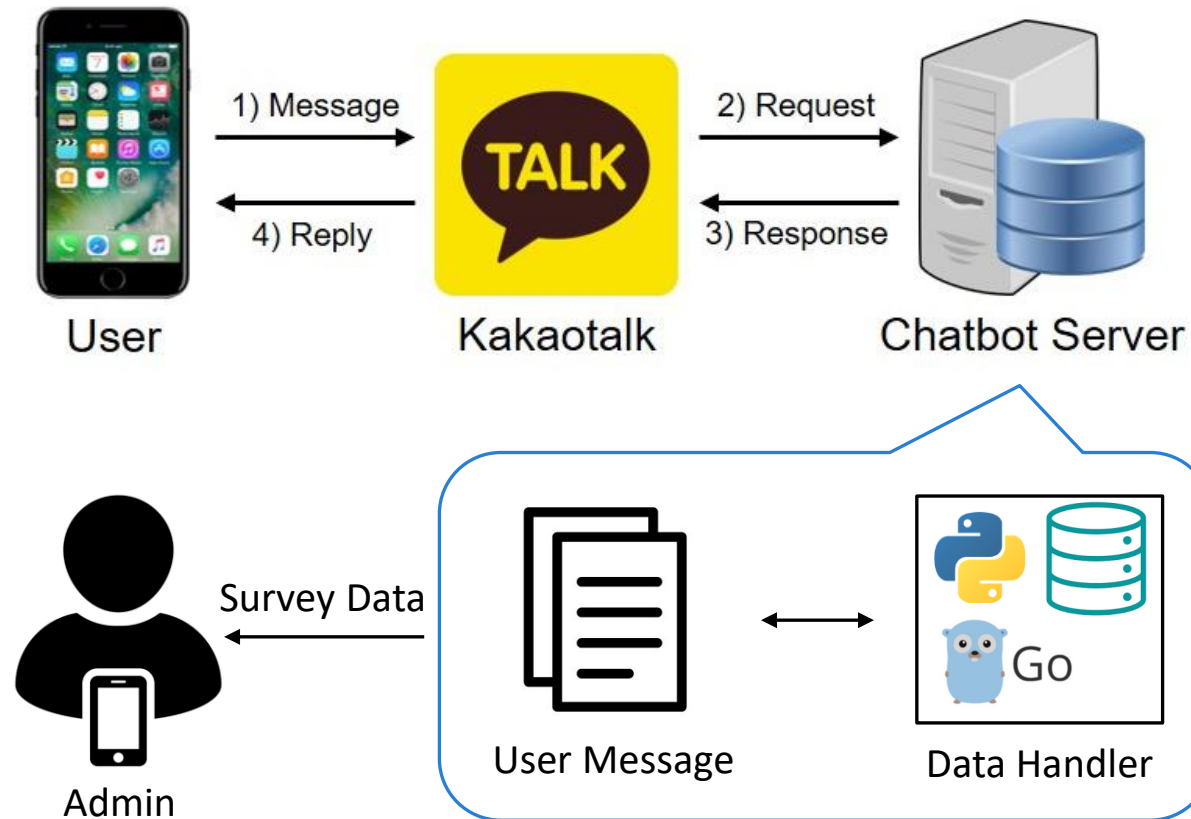 1) Message
2) Request
TALK
4) Reply
3) Response
User
Kakaotalk
Chatbot Server
Survey Data
Go
User Message
Data Handler
Admin